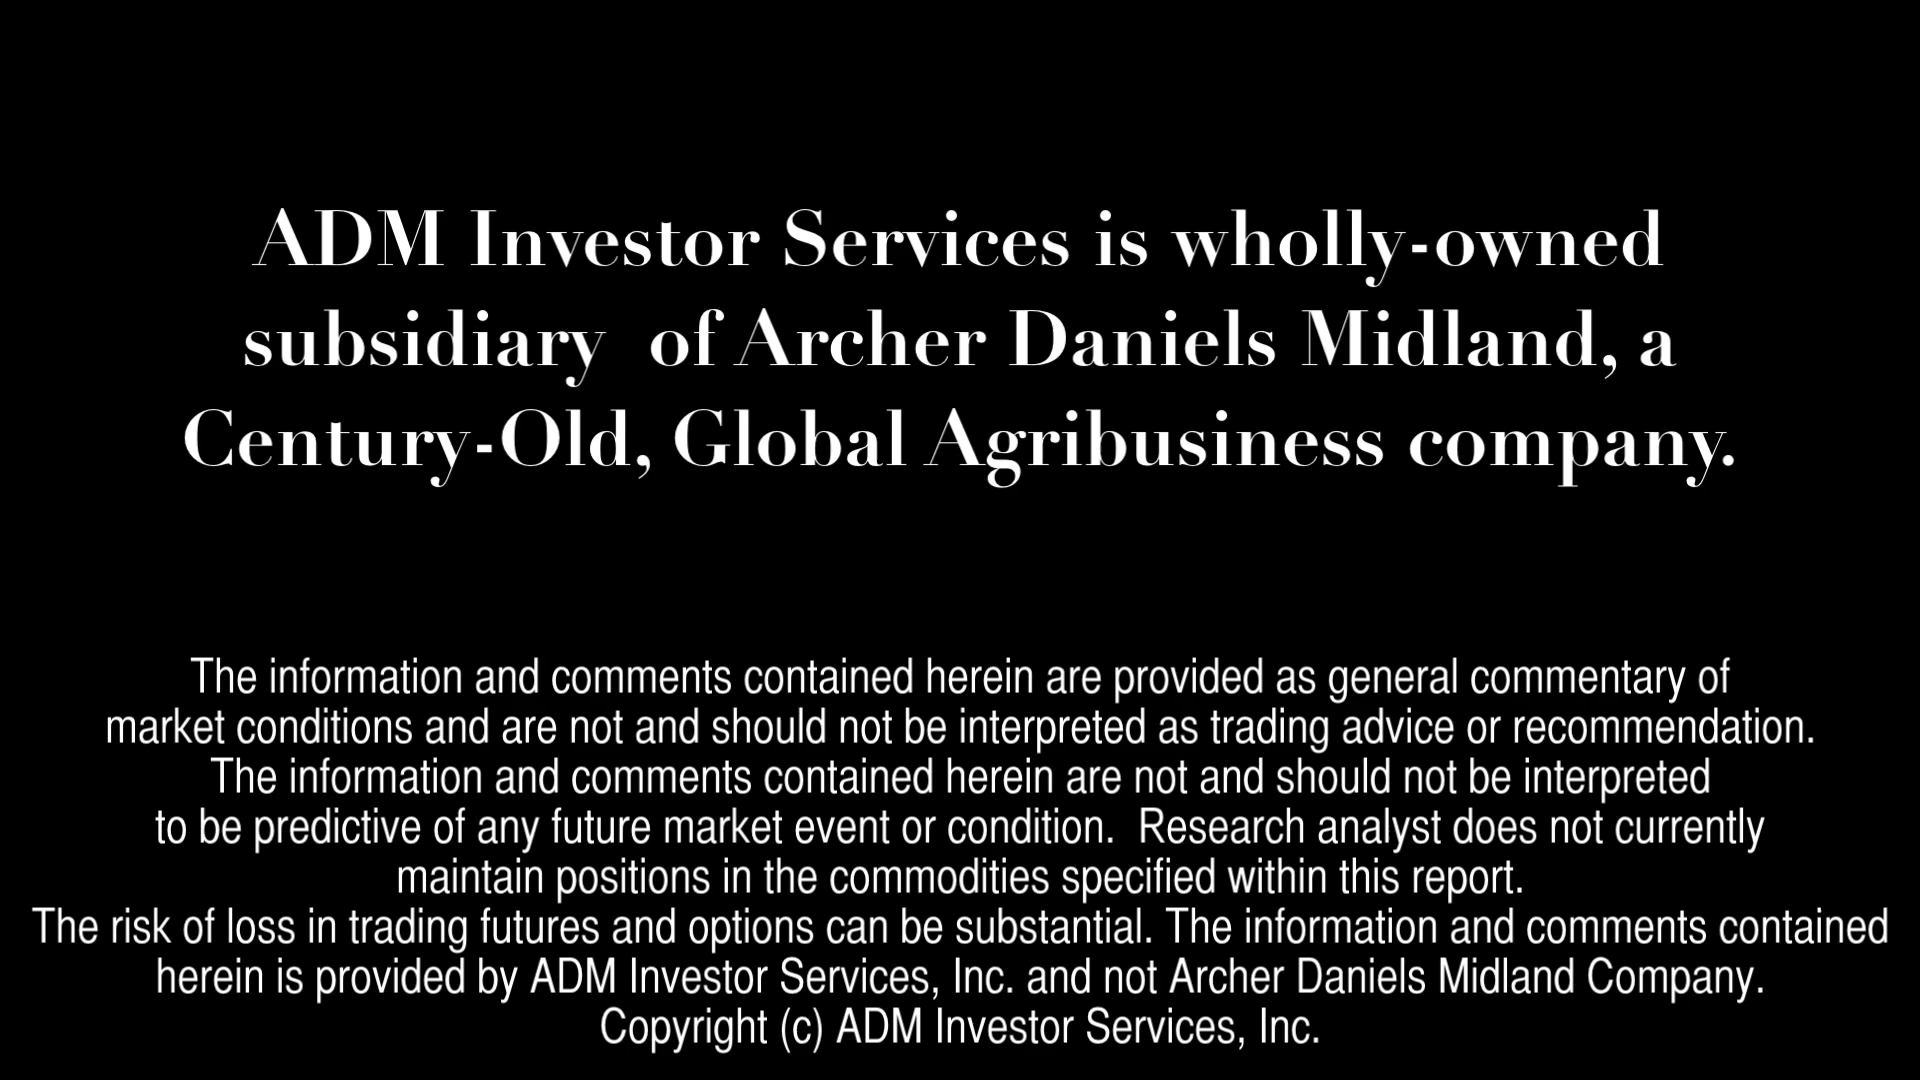 ADM Investor Services is wholly-owned
subsidiary  of Archer Daniels Midland, a
Century-Old, Global Agribusiness company.
The information and comments contained herein are provided as general commentary of
market conditions and are not and should not be interpreted as trading advice or recommendation.
The information and comments contained herein are not and should not be interpreted
to be predictive of any future market event or condition.  Research analyst does not currently
maintain positions in the commodities specified within this report.
The risk of loss in trading futures and options can be substantial. The information and comments contained
herein is provided by ADM Investor Services, Inc. and not Archer Daniels Midland Company.
Copyright (c) ADM Investor Services, Inc.